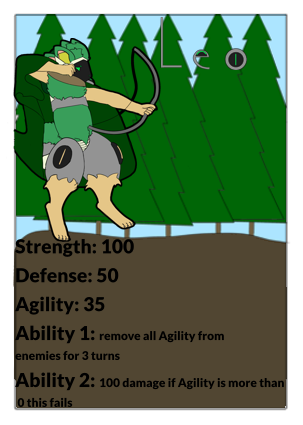 Leo
Strength: 100
Defense: 50
Agility: 35
Ability 1: remove all Agility from
enemies for 3 turns
Ability 2: 100 damage if Agility is more than
0 this fails